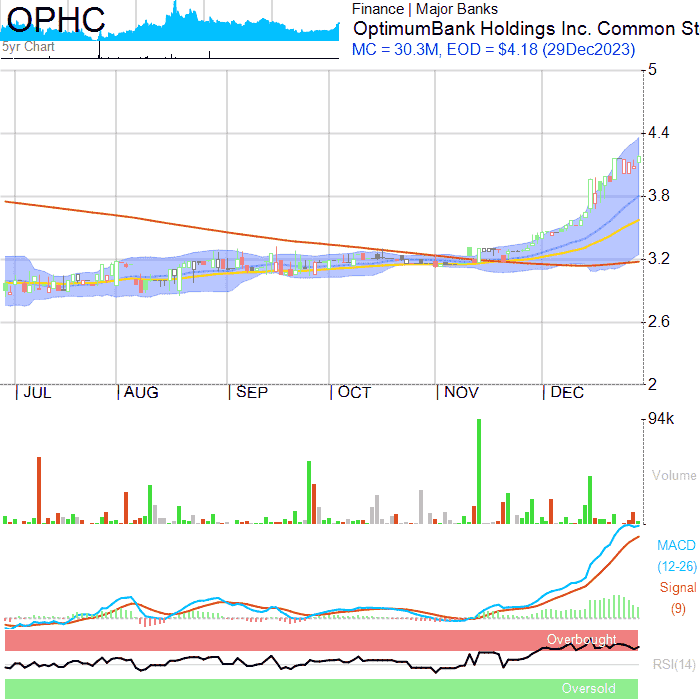 OPHC
5yr Chart
Finance | Major Banks
OptimumBank Holdings Inc. Common St
MC = 30.3M, EOD = $4.18 (29Dec2023)
5
4.4
3.8
3.2
2.6
2
JUL AUG SEP OCT NOV DEC
94k
Volume
MACD
(12-26)
Signal
(9)
Overbought
RSI(14)
Oversold